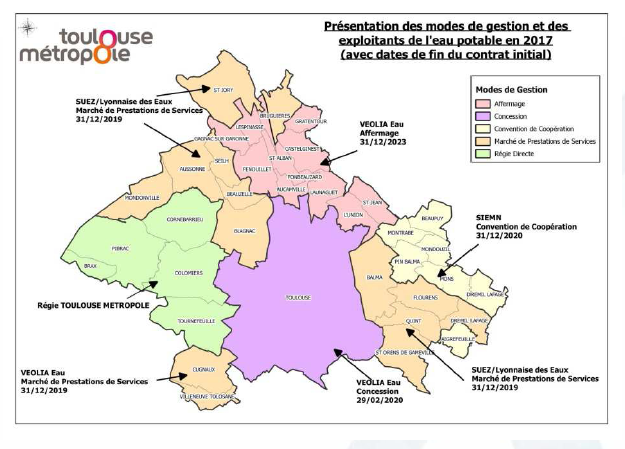 toulouse
métropole
Présentation des modes de gestion et des
exploitants de l'eau potable en 2017
(avec dates de fin du contrat initial)
Modes de Gestion
Affermage
Concession
Convention de Coopération
Marché de Prestations de Services
Régie Directe
SUEZ/Lyonnaise des Eaux
Marché de Prestations de Services
31/12/2019
VEOLIA Eau
Affermage
31/12/2023
SIEMN
Convention de Coopération
31/12/2020
Régie TOULOUSE METROPOLE
VEOLIA Eau
Marché de Prestations de Services
31/12/2019
VEOLIA Eau
Concession
29/02/2020
SUEZ/Lyonnaise des Eaux
Marché de Prestations de Services
31/12/2019
ST JORY
BRUGUIERES
GRATENTOUR
LESPINASSE
GAGNAC SUR GARONNE
CASTELGINEST
ST ALBAN
SEILH
FENOUILLET
FONBEAUZARD
AUSSONNE
AUCAMVILLE
LAUNAGUET
BEAUZELLE
MONDONVILLE
ST JEAN
L'UNION
CORNEBARRIEU
BEAUPUY
BLAGNAC
MONTRABE
MONDOUZIL
PIBRAC
PIN BALMA
BRAX
COLOMIERS
BALMA
MONS
DREMIL LAFAGE
TOULOUSE
FLOURENS
TOURNEFEUILLE
QUINT
DREMIL LAFAGE
AIGREFEUILLE
ST ORENS DE GAMEVILLE
CUGNAUX
VILLENEUVE TOLOSANE